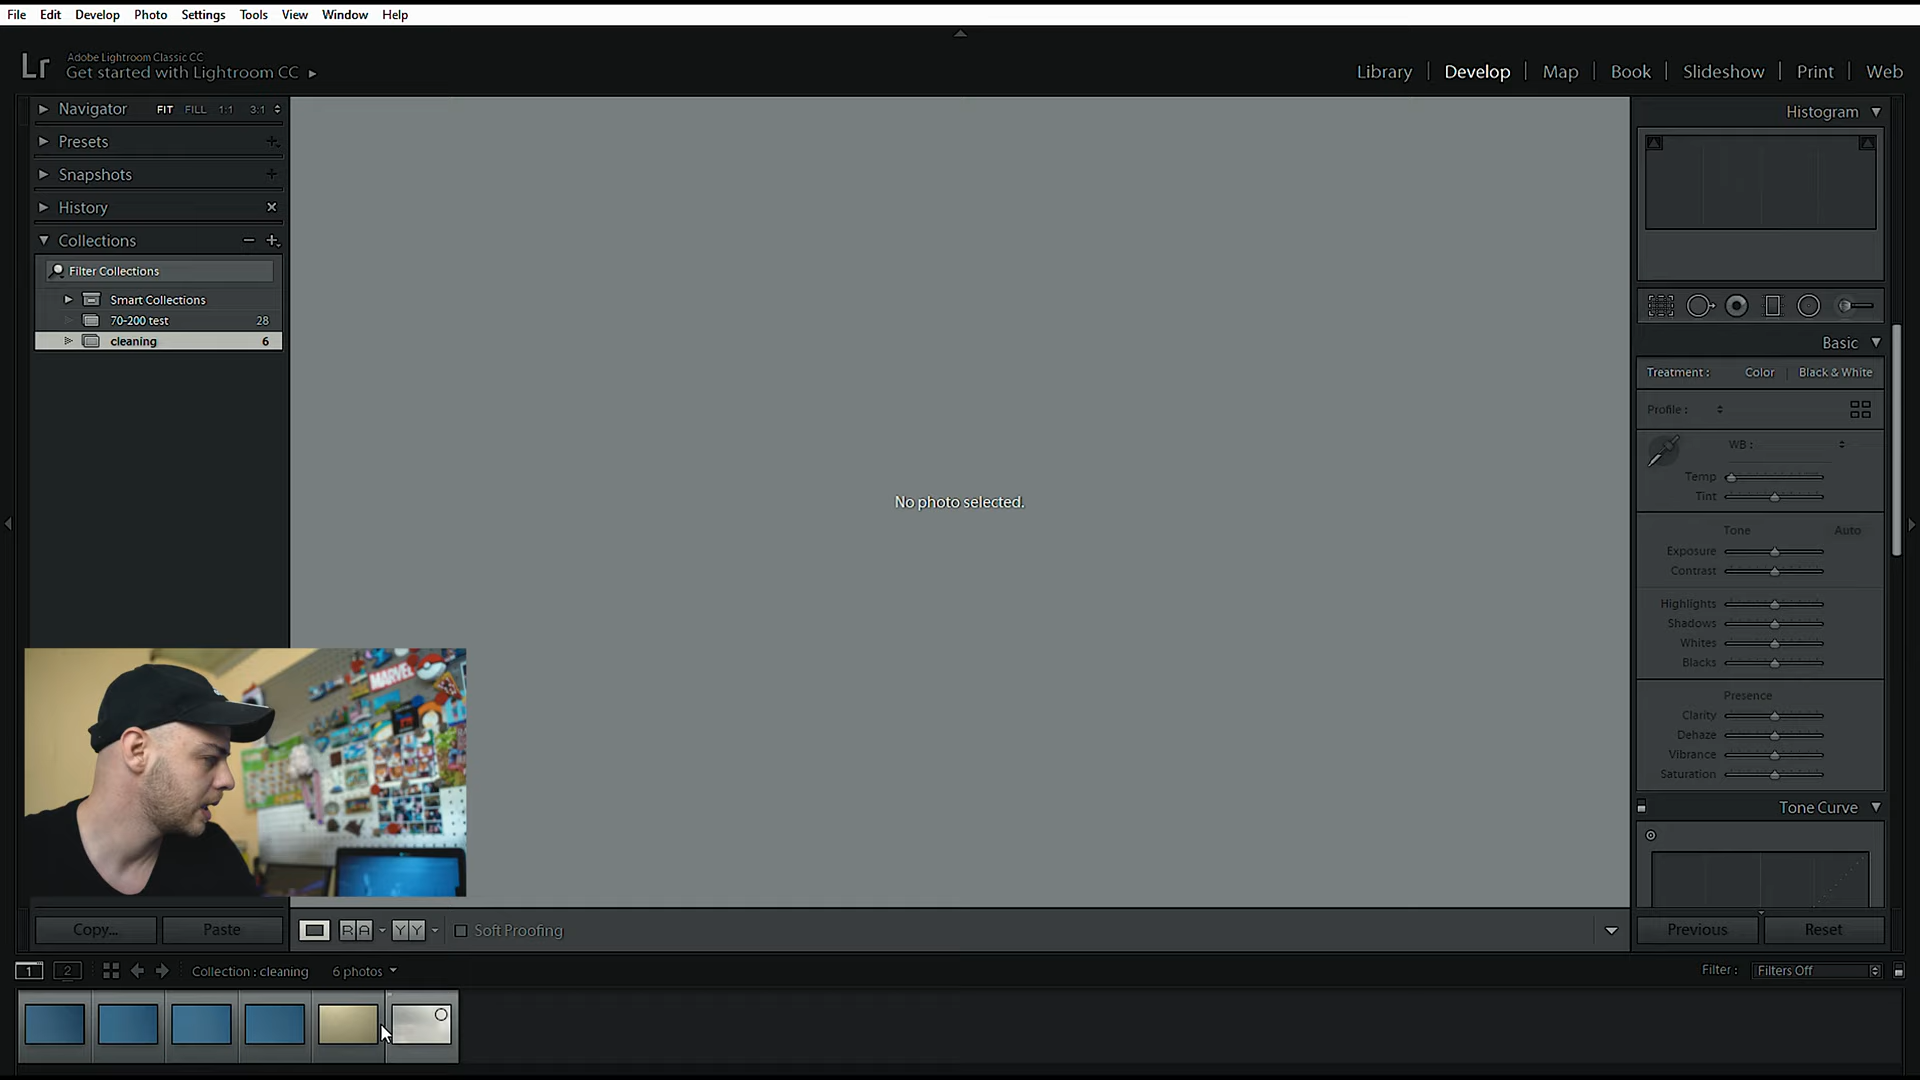 File Edit Develop Photo Settings Tools View Window Help
Lr
Adobe Lightroom Classic CC
Get started with Lightroom CC
Library | Develop | Map | Book | Slideshow | Print | Web
Navigator FIT FILL 1:1 3:1
Presets
Snapshots
History
Collections
Filter Collections
Smart Collections
70-200 test 28
cleaning 6
No photo selected.
Histogram
Basic
Treatment : Color | Black & White
Profile :
WB :
Temp
Tint
Tone Auto
Exposure
Contrast
Highlights
Shadows
Whites
Blacks
Presence
Clarity
Dehaze
Vibrance
Saturation
Tone Curve
MARVEL
Copy... Paste
R A Y Y Soft Proofing
Previous Reset
1 2 Collection : cleaning 6 photos
Filter : Filters Off